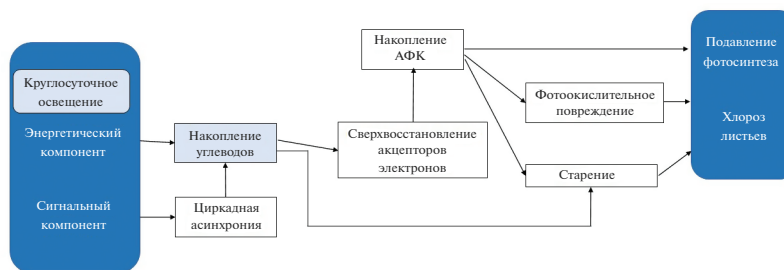 Круглосуточное
освещение
Энергетический
компонент
Сигнальный
компонент
Накопление
углеводов
Циркадная
асинхрония
Сверхвосстановление
акцепторов
электронов
Накопление
АФК
Фотоокислительное
повреждение
Старение
Подавление
фотосинтеза
Хлороз
листьев